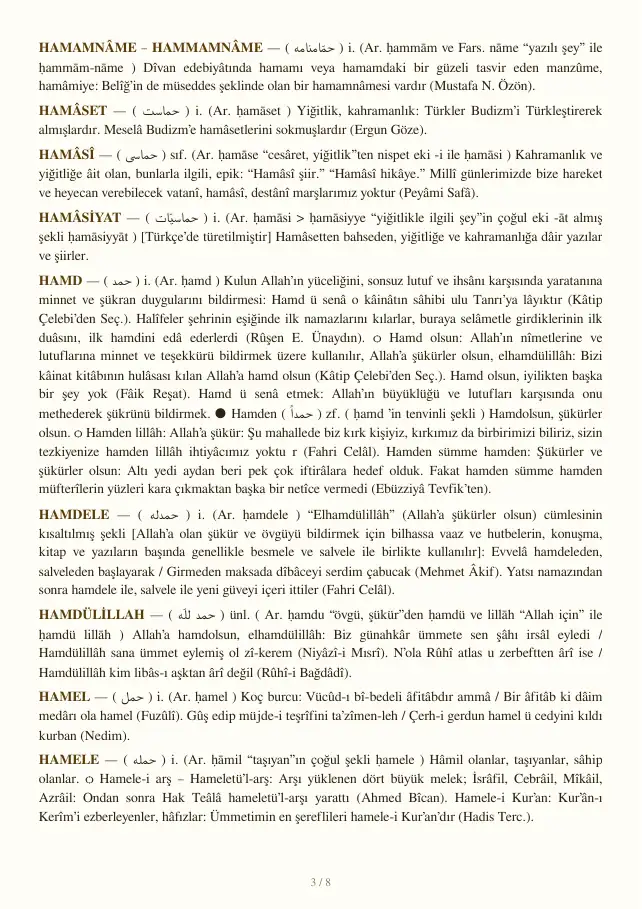 HAMAMNÂME – HAMMAMNÂME — ( حمّامنامه ) i. (Ar. ḥammām ve Fars. nāme “yazılı şey” ile
ḥammām-nāme ) Dîvan edebiyâtında hamamı veya hamamdaki bir güzeli tasvir eden manzûme,
hamâmiye: Belîğ’in de müseddes şeklinde olan bir hamamnâmesi vardır (Mustafa N. Özön).
HAMÂSET — ( حماست ) i. (Ar. ḥamāset ) Yiğitlik, kahramanlık: Türkler Budizm’i Türkleştirerek
almışlardır. Meselâ Budizm’e hamâsetlerini sokmuşlardır (Ergun Göze).
HAMÂSÎ — ( حماسى ) sıf. (Ar. ḥamāse “cesâret, yiğitlik”ten nispet eki -i ile ḥamāsi ) Kahramanlık ve
yiğitliğe âit olan, bunlarla ilgili, epik: “Hamâsî şiir.” “Hamâsî hikâye.” Millî günlerimizde bize hareket
ve heyecan verebilecek vatanî, hamâsî, destânî marşlarımız yoktur (Peyâmi Safâ).
HAMÂSİYAT — ( حماسيّات ) i. (Ar. ḥamāsi > ḥamāsiyye “yiğitlikle ilgili şey”in çoğul eki -āt almış
şekli ḥamāsiyyāt ) [Türkçe’de türetilmiştir] Hamâsetten bahseden, yiğitliğe ve kahramanlığa dâir yazılar
ve şiirler.
HAMD — ( حمد ) i. (Ar. ḥamd ) Kulun Allah’ın yüceliğini, sonsuz lutuf ve ihsânı karşısında yaratanına
minnet ve şükran duygularını bildirmesi: Hamd ü senâ o kâinâtın sâhibi ulu Tanrı’ya lâyıktır (Kâtip
Çelebi’den Seç.). Halîfeler şehrinin eşiğinde ilk namazlarını kılarlar, buraya selâmetle girdiklerinin ilk
duâsını, ilk hamdini edâ ederlerdi (Rûşen E. Ünaydın). ѻ Hamd olsun: Allah’ın nîmetlerine ve
lutuflarına minnet ve teşekkürü bildirmek üzere kullanılır, Allah’a şükürler olsun, elhamdülillâh: Bizi
kâinat kitâbının hulâsası kılan Allah’a hamd olsun (Kâtip Çelebi’den Seç.). Hamd olsun, iyilikten başka
bir şey yok (Fâik Reşat). Hamd ü senâ etmek: Allah’ın büyüklüğü ve lutufları karşısında onu
methederek şükrünü bildirmek. ● Hamden ( حمداً ) zf. ( ḥamd ’in tenvinli şekli ) Hamdolsun, şükürler
olsun. ѻ Hamden lillâh: Allah’a şükür: Şu mahallede biz kırk kişiyiz, kırkımız da birbirimizi biliriz, sizin
tezkiyenize hamden lillâh ihtiyâcımız yoktu r (Fahri Celâl). Hamden sümme hamden: Şükürler ve
şükürler olsun: Altı yedi aydan beri pek çok iftirâlara hedef olduk. Fakat hamden sümme hamden
müfterîlerin yüzleri kara çıkmaktan başka bir netîce vermedi (Ebüzziyâ Tevfik’ten).
HAMDELE — ( حمدله ) i. (Ar. ḥamdele ) “Elhamdülillâh” (Allah’a şükürler olsun) cümlesinin
kısaltılmış şekli [Allah’a olan şükür ve övgüyü bildirmek için bilhassa vaaz ve hutbelerin, konuşma,
kitap ve yazıların başında genellikle besmele ve salvele ile birlikte kullanılır]: Evvelâ hamdeleden,
salveleden başlayarak / Girmeden maksada dîbâceyi serdim çabucak (Mehmet Âkif). Yatsı namazından
sonra hamdele ile, salvele ile yeni güveyi içeri ittiler (Fahri Celâl).
HAMDÜLİLLAH — ( حمد للّه ) ünl. ( Ar. ḥamdu “övgü, şükür”den ḥamdü ve lillāh “Allah için” ile
ḥamdü lillāh ) Allah’a hamdolsun, elhamdülillâh: Biz günahkâr ümmete sen şâhı irsâl eyledi /
Hamdülillâh sana ümmet eylemiş ol zî-kerem (Niyâzî-i Mısrî). N’ola Rûhî atlas u zerbeftten ârî ise /
Hamdülillâh kim libâs-ı aşktan ârî değil (Rûhî-i Bağdâdî).
HAMEL — ( حمل ) i. (Ar. ḥamel ) Koç burcu: Vücûd-ı bî-bedeli âfitâbdır ammâ / Bir âfitâb ki dâim
medârı ola hamel (Fuzûlî). Gûş edip müjde-i teşrîfini ta’zîmen-leh / Çerh-i gerdun hamel ü cedyini kıldı
kurban (Nedim).
HAMELE — ( حمله ) i. (Ar. ḥāmil “taşıyan”ın çoğul şekli ḥamele ) Hâmil olanlar, taşıyanlar, sâhip
olanlar. ѻ Hamele-i arş – Hameletü’l-arş: Arşı yüklenen dört büyük melek; İsrâfil, Cebrâil, Mîkâil,
Azrâil: Ondan sonra Hak Teâlâ hameletü’l-arşı yarattı (Ahmed Bîcan). Hamele-i Kur’an: Kur’ân-ı
Kerîm’i ezberleyenler, hâfızlar: Ümmetimin en şereflileri hamele-i Kur’an’dır (Hadis Terc.).
3 / 8